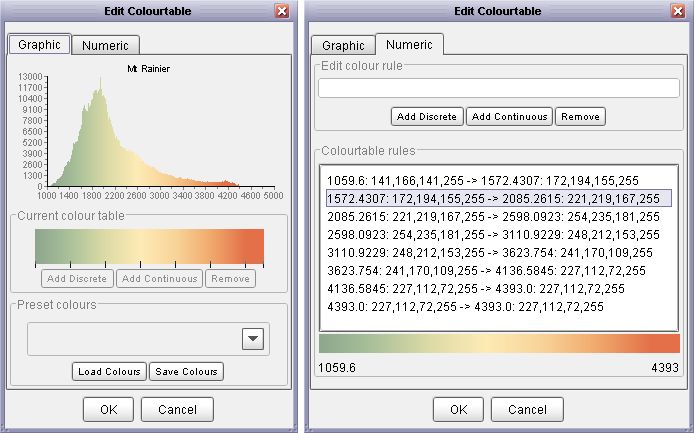 Edit Colourtable
Graphic
Numeric
Mt Rainier
13000
11700
10400
9100
7800
6500
5200
3900
2600
1300
0
1000 1400 1800 2200 2600 3000 3400 3800 4200 4600 5000
Current colour table
Add Discrete
Add Continuous
Remove
Preset colours
Load Colours
Save Colours
OK
Cancel
Edit Colourtable
Graphic
Numeric
Edit colour rule
Add Discrete
Add Continuous
Remove
Colourtable rules
1059.6: 141,166,141,255 -> 1572.4307: 172,194,155,255
1572.4307: 172,194,155,255 -> 2085.2615: 221,219,167,255
2085.2615: 221,219,167,255 -> 2598.0923: 254,235,181,255
2598.0923: 254,235,181,255 -> 3110.9229: 248,212,153,255
3110.9229: 248,212,153,255 -> 3623.754: 241,170,109,255
3623.754: 241,170,109,255 -> 4136.5845: 227,112,72,255
4136.5845: 227,112,72,255 -> 4393.0: 227,112,72,255
4393.0: 227,112,72,255 -> 4393.0: 227,112,72,255
1059.6
4393
OK
Cancel